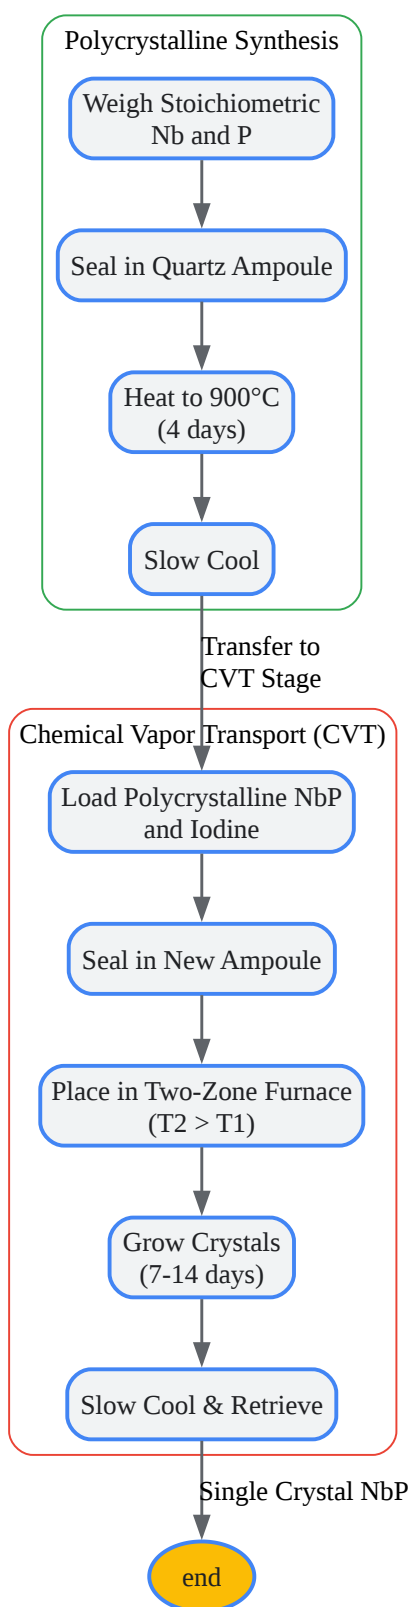 Polycrystalline Synthesis
Weigh Stoichiometric
Nb and P
Seal in Quartz Ampoule
Heat to 900°C
(4 days)
Slow Cool
Transfer to
CVT Stage
Chemical Vapor Transport (CVT)
Load Polycrystalline NbP
and Iodine
Seal in New Ampoule
Place in Two-Zone Furnace
(T2 > T1)
Grow Crystals
(7-14 days)
Slow Cool & Retrieve
Single Crystal NbP
end